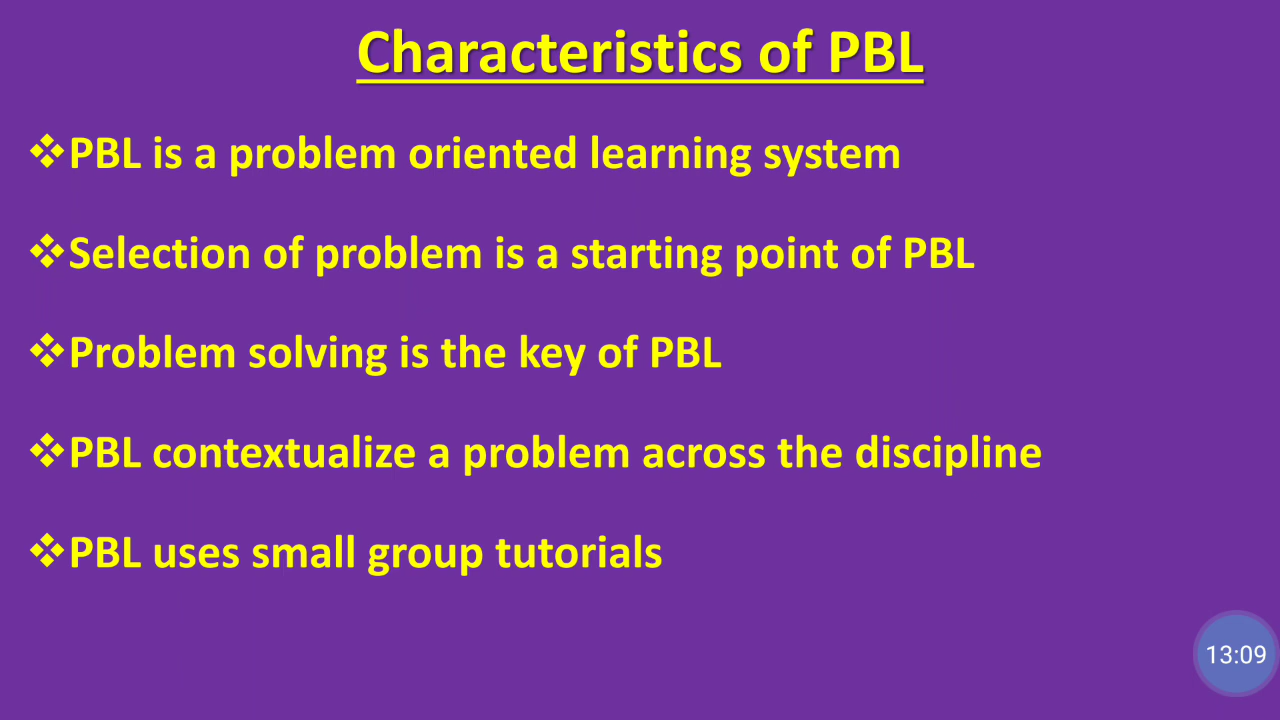 Characteristics of PBL
❖PBL is a problem oriented learning system
❖Selection of problem is a starting point of PBL
❖Problem solving is the key of PBL
❖PBL contextualize a problem across the discipline
❖PBL uses small group tutorials
13:09